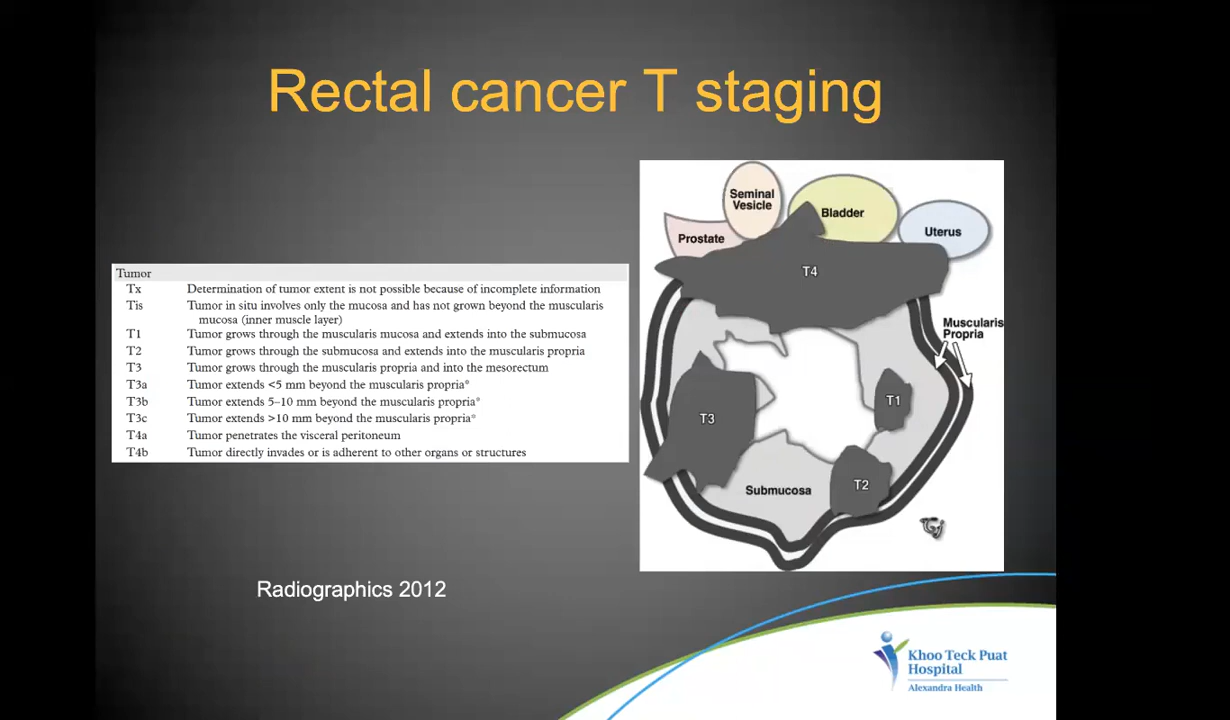 Rectal cancer T staging
Tumor
Tx Determination of tumor extent is not possible because of incomplete information
Tis Tumor in situ involves only the mucosa and has not grown beyond the muscularis
mucosa (inner muscle layer)
T1 Tumor grows through the muscularis mucosa and extends into the submucosa
T2 Tumor grows through the submucosa and extends into the muscularis propria
T3 Tumor grows through the muscularis propria and into the mesorectum
T3a Tumor extends <5 mm beyond the muscularis propria*
T3b Tumor extends 5–10 mm beyond the muscularis propria*
T3c Tumor extends >10 mm beyond the muscularis propria*
T4a Tumor penetrates the visceral peritoneum
T4b Tumor directly invades or is adherent to other organs or structures
Seminal
Vesicle
Bladder
Prostate
Uterus
T4
Muscularis
Propria
T1
T3
T2
Submucosa
Radiographics 2012
Khoo Teck Puat
Hospital
Alexandra Health